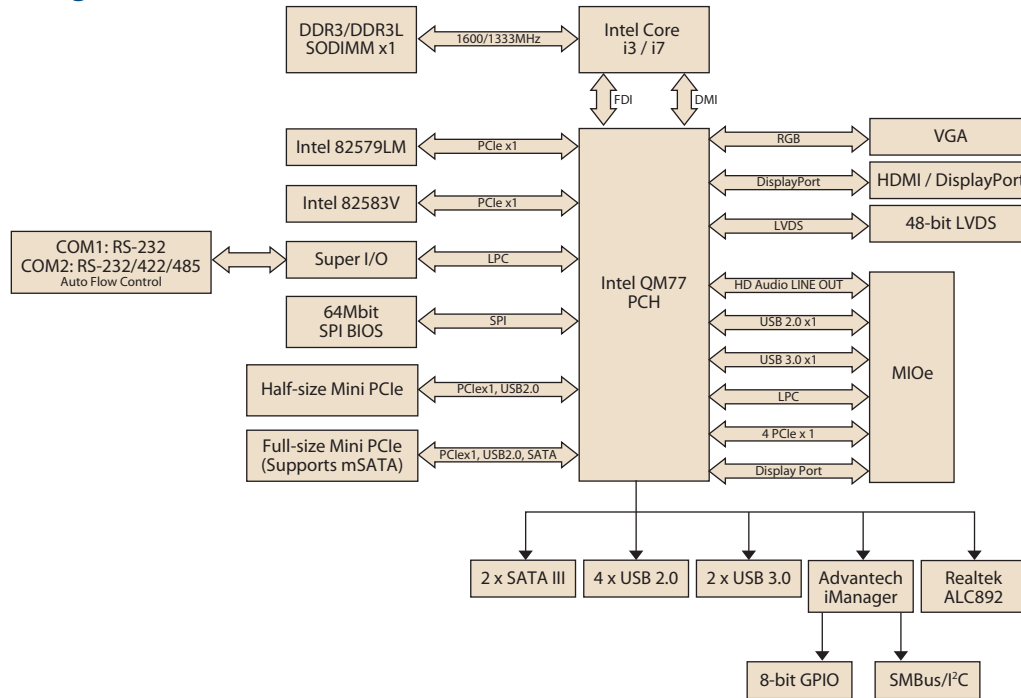 DDR3/DDR3L
SODIMM x1
1600/1333MHz
Intel Core
i3 / i7
FDI
DMI
Intel 82579LM
PCIe x1
Intel 82583V
PCIe x1
COM1: RS-232
COM2: RS-232/422/485
Auto Flow Control
Super I/O
LPC
64Mbit
SPI BIOS
SPI
Half-size Mini PCIe
PCIex1, USB2.0
Full-size Mini PCIe
(Supports mSATA)
PCIex1, USB2.0, SATA
Intel QM77
PCH
RGB
VGA
DisplayPort
HDMI / DisplayPort
LVDS
48-bit LVDS
HD Audio LINE OUT
USB 2.0 x1
USB 3.0 x1
LPC
4 PCIe x 1
Display Port
MIOe
2 x SATA III
4 x USB 2.0
2 x USB 3.0
Advantech
iManager
Realtek
ALC892
8-bit GPIO
SMBus/I²C